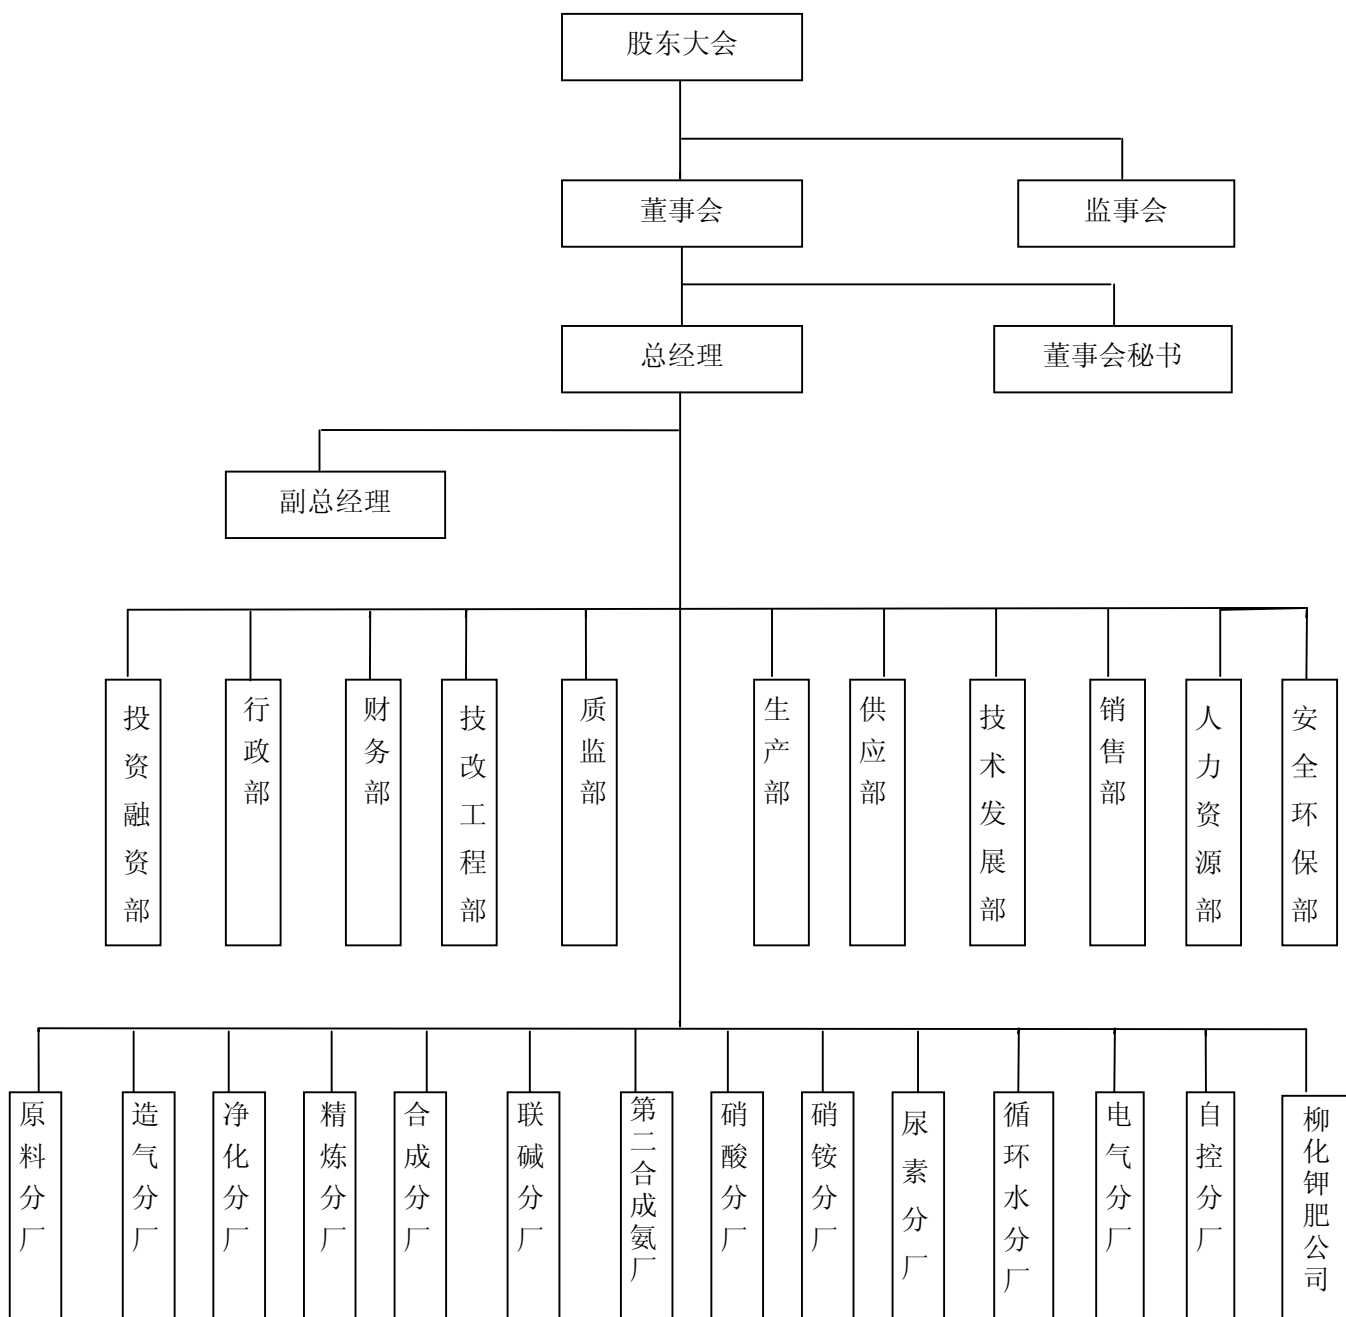 股东大会
董事会
监事会
总经理
董事会秘书
副总经理
投资融资部
行政部
财务部
技改工程部
质监部
生产部
供应部
技术发展部
销售部
人力资源部
安全环保部
原料分厂
造气分厂
净化分厂
精炼分厂
合成分厂
联碱分厂
第二合成氨厂
硝酸分厂
硝铵分厂
尿素分厂
循环水分厂
电气分厂
自控分厂
柳化钾肥公司